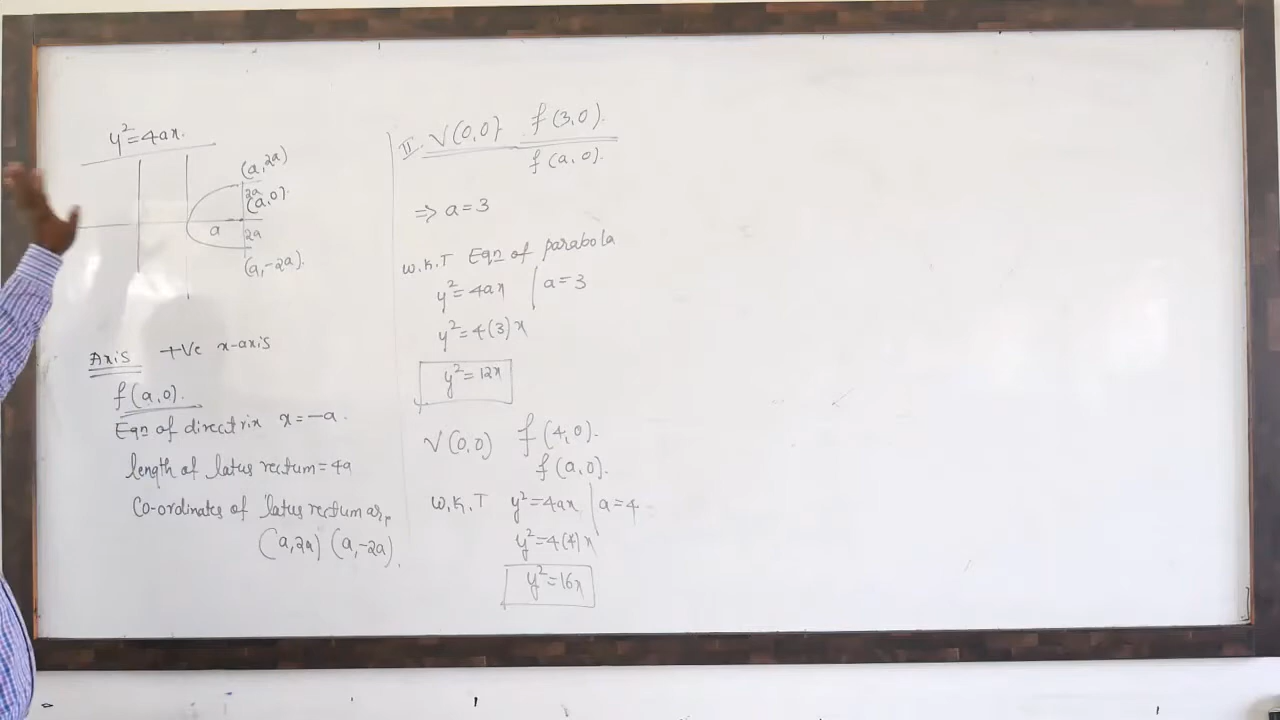 y²=4ax.
(a,2a)
2a
(a,0).
a
2a
(a,-2a).
Axis +Ve x-axis
f(a,0).
Eqn of directrix x=-a.
length of latus rectum=4a
Co-ordinates of latus rectum are,
(a,2a) (a,-2a).
II. V(0,0) f(3,0).
f(a,0).
⇒ a=3
W.K.T Eqn of parabola
y²=4ax | a=3
y²=4(3)x
y²=12x
V(0,0) f(4,0).
f(a,0).
W.K.T y²=4ax | a=4
y²=4(4)x
y²=16x